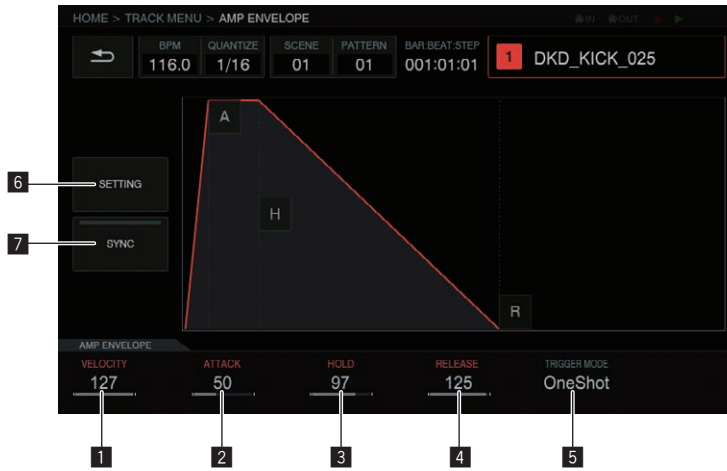 HOME > TRACK MENU > AMP ENVELOPE
IN OUT
BPM
116.0
QUANTIZE
1/16
SCENE
01
PATTERN
01
BAR:BEAT:STEP
001:01:01
1 DKD_KICK_025
A
H
R
6
SETTING
7
SYNC
AMP ENVELOPE
VELOCITY
127
ATTACK
50
HOLD
97
RELEASE
125
TRIGGER MODE
OneShot
1 2 3 4 5